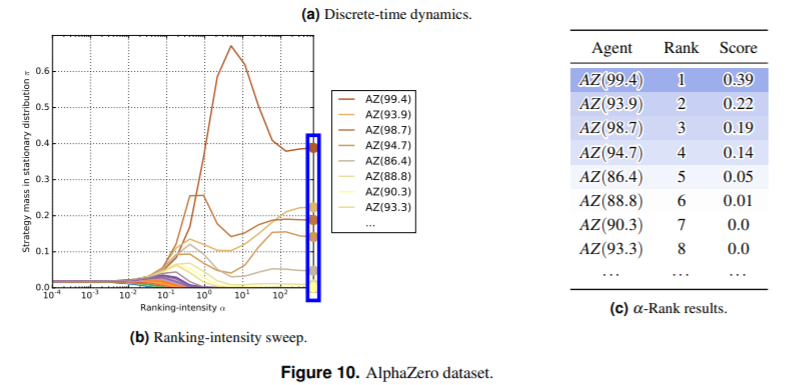 (a) Discrete-time dynamics.
Strategy mass in stationary distribution π
0.6
0.5
0.4
0.3
0.2
0.1
0.0
10⁻⁴ 10⁻³ 10⁻² 10⁻¹ 10⁰ 10¹ 10²
Ranking-intensity α
AZ(99.4)
AZ(93.9)
AZ(98.7)
AZ(94.7)
AZ(86.4)
AZ(88.8)
AZ(90.3)
AZ(93.3)
...
(b) Ranking-intensity sweep.
Agent Rank Score
AZ(99.4) 1 0.39
AZ(93.9) 2 0.22
AZ(98.7) 3 0.19
AZ(94.7) 4 0.14
AZ(86.4) 5 0.05
AZ(88.8) 6 0.01
AZ(90.3) 7 0.0
AZ(93.3) 8 0.0
... ... ...
(c) α-Rank results.
Figure 10. AlphaZero dataset.